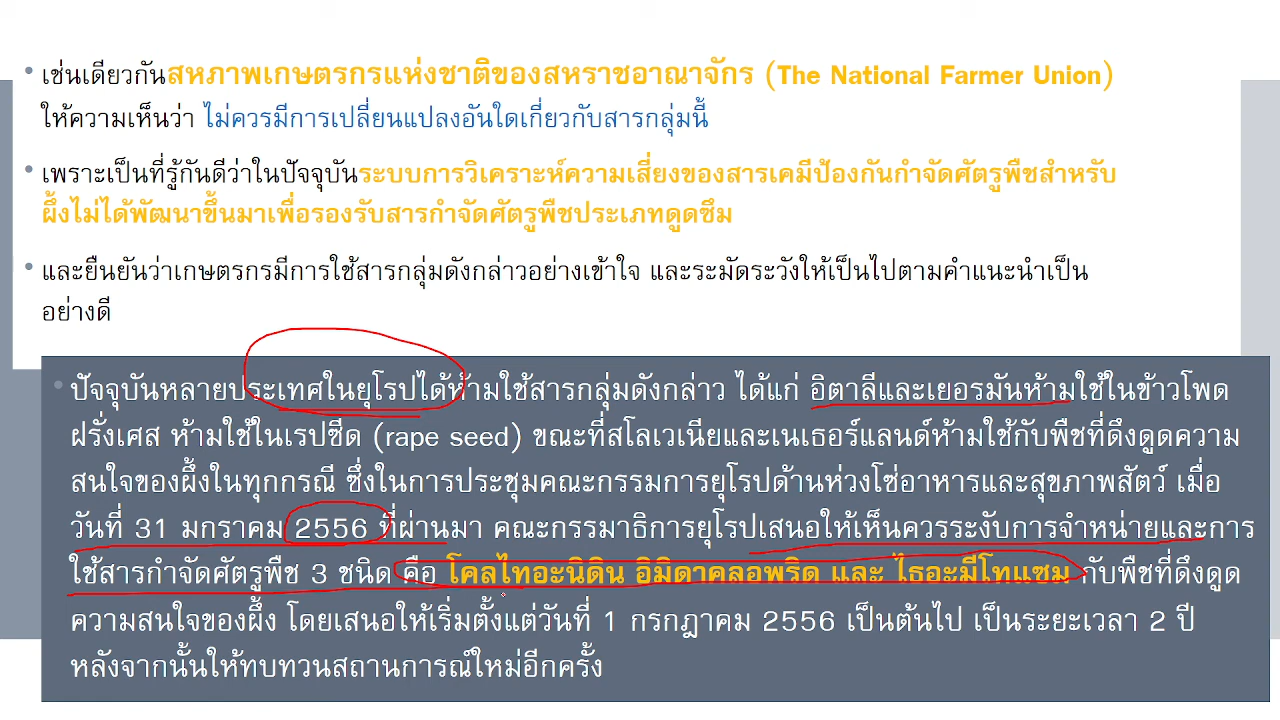 • เช่นเดียวกันสหภาพเกษตรกรแห่งชาติของสหราชอาณาจักร (The National Farmer Union)
ให้ความเห็นว่า ไม่ควรมีการเปลี่ยนแปลงอันใดเกี่ยวกับสารกลุ่มนี้
• เพราะเป็นที่รู้กันดีว่าในปัจจุบันระบบการวิเคราะห์ความเสี่ยงของสารเคมีป้องกันกำจัดศัตรูพืชสำหรับ
ผึ้งไม่ได้พัฒนาขึ้นมาเพื่อรองรับสารกำจัดศัตรูพืชประเภทดูดซึม
• และยืนยันว่าเกษตรกรมีการใช้สารกลุ่มดังกล่าวอย่างเข้าใจ และระมัดระวังให้เป็นไปตามคำแนะนำเป็น
อย่างดี
• ปัจจุบันหลายประเทศในยุโรปได้ห้ามใช้สารกลุ่มดังกล่าว ได้แก่ อิตาลีและเยอรมันห้ามใช้ในข้าวโพด
ฝรั่งเศส ห้ามใช้ในเรปซีด (rape seed) ขณะที่สโลเวเนียและเนเธอร์แลนด์ห้ามใช้กับพืชที่ดึงดูดความ
สนใจของผึ้งในทุกกรณี ซึ่งในการประชุมคณะกรรมการยุโรปด้านห่วงโซ่อาหารและสุขภาพสัตว์ เมื่อ
วันที่ 31 มกราคม 2556 ที่ผ่านมา คณะกรรมาธิการยุโรปเสนอให้เห็นควรระงับการจำหน่ายและการ
ใช้สารกำจัดศัตรูพืช 3 ชนิด คือ โคลไทอะนิดิน อิมิดาคลอพริด และ ไธอะมีโทแซม กับพืชที่ดึงดูด
ความสนใจของผึ้ง โดยเสนอให้เริ่มตั้งแต่วันที่ 1 กรกฎาคม 2556 เป็นต้นไป เป็นระยะเวลา 2 ปี
หลังจากนั้นให้ทบทวนสถานการณ์ใหม่อีกครั้ง